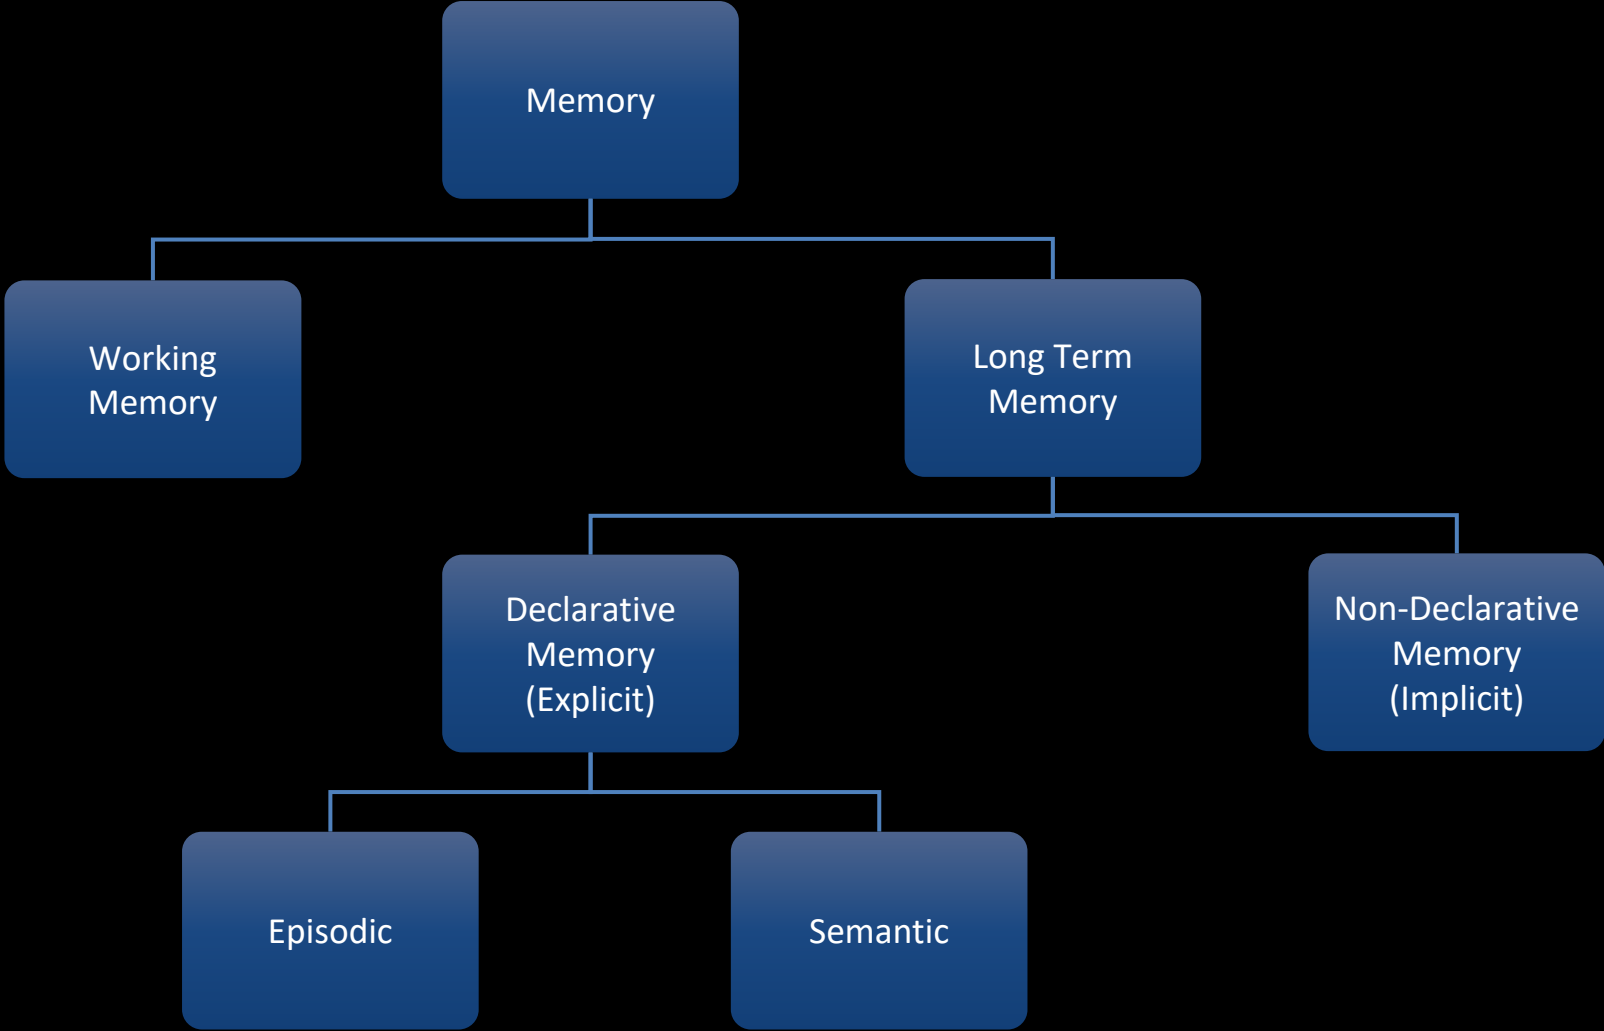 Memory
Working
Memory
Long Term
Memory
Declarative
Memory
(Explicit)
Non-Declarative
Memory
(Implicit)
Episodic
Semantic